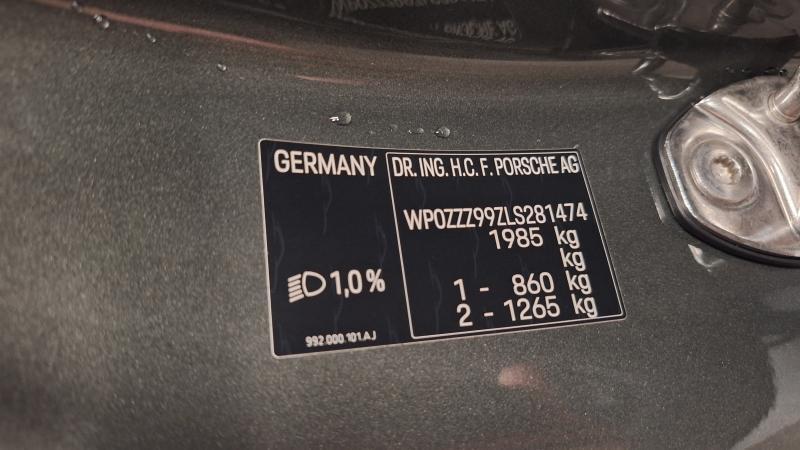 GERMANY
DR. ING. H.C. F. PORSCHE AG
WP0ZZZ99ZLS281474
1985 kg
kg
1 - 860 kg
2 - 1265 kg
1,0%
992.000.101.AJ